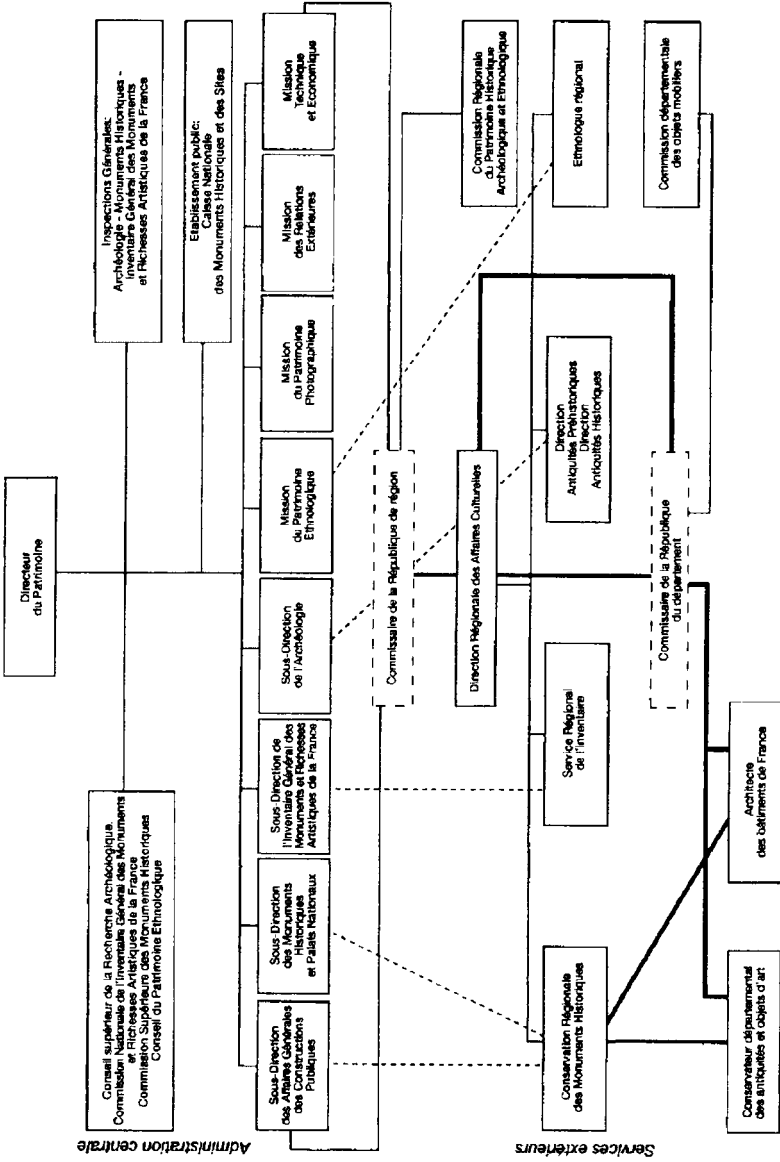 Directeur
du Patrimoine
Administration centrale
Conseil supérieur de la Recherche Archéologique.
Commission Nationale de l'Inventaire Général des Monuments
et Richesses Artistiques de la France
Commission Supérieurs des Monuments Historiques
Conseil du Patrimoine Ethnologique
Inspections Générales:
Archéologie - Monuments Historiques -
Inventaire Général des Monuments
et Richesses Artistiques de la France
Etablissement public:
Caisse Nationale
des Monuments Historiques et des Sites
Sous-Direction
des Affaires Générales
des Constructions
Publiques
Sous-Direction
des Monuments
Historiques
et Palais Nationaux
Sous-Direction de
l'Inventaire Général des
Monuments et Richesses
Artistiques de la France
Sous-Direction
de l'Archéologie
Mission
du Patrimoine
Ethnologique
Mission
du Patrimoine
Photographique
Mission
des Relations
Extérieures
Mission
Technique
et Economique
Commissaire de la République de région
Commission Régionale
du Patrimoine Historique
Archéologique et Ethnologique
Direction Régionale des Affaires Culturelles
Services extérieurs
Conservation Régionale
des Monuments Historiques
Service Régional
de l'Inventaire
Direction
Antiquités Préhistoriques
Direction
Antiquités Historiques
Ethnologue régional
Commissaire de la République
du département
Commission départementale
des objets mobiliers
Conservateur départemental
des antiquités et objets d'art
Architecte
des bâtiments de France